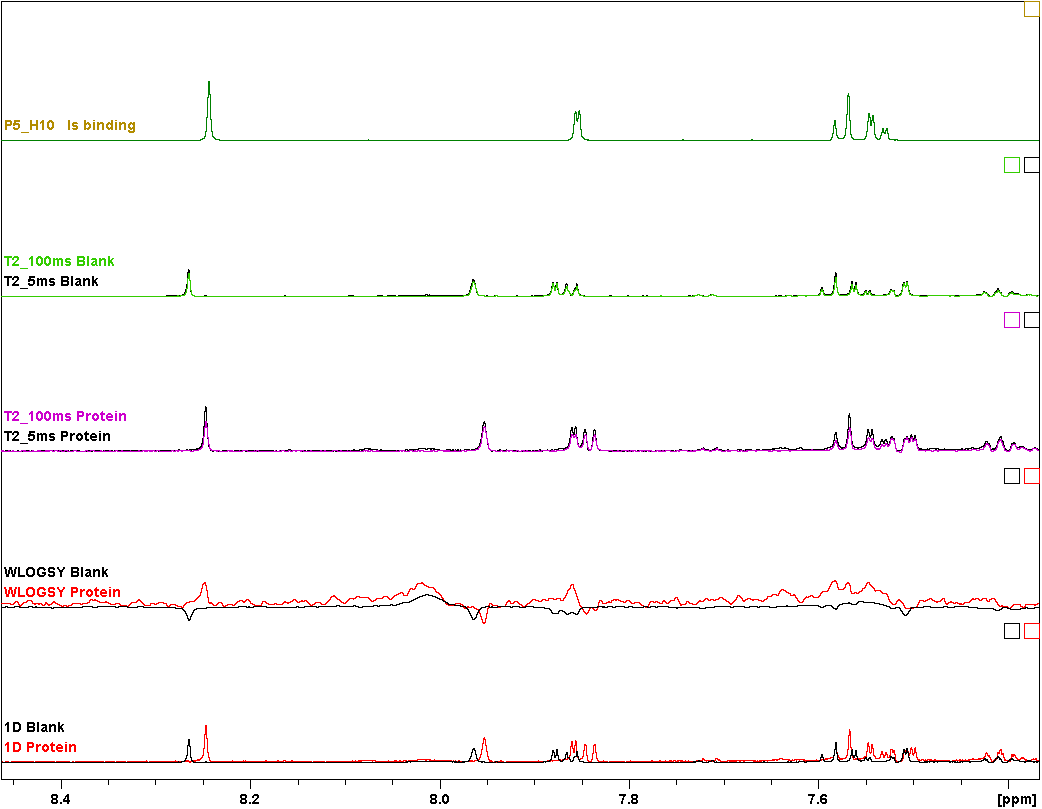 P5_H10 Is binding
T2_100ms Blank
T2_5ms Blank
T2_100ms Protein
T2_5ms Protein
WLOGSY Blank
WLOGSY Protein
1D Blank
1D Protein
8.4 8.2 8.0 7.8 7.6 [ppm]